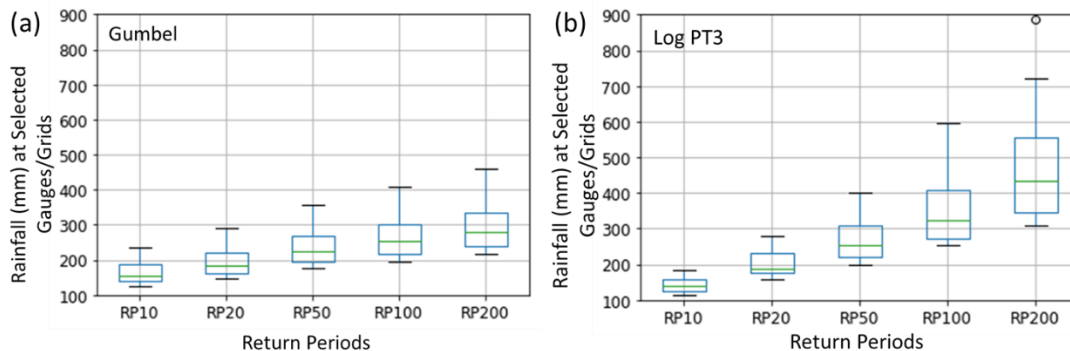 (a)
Gumbel
Rainfall (mm) at Selected
Gauges/Grids
900
800
700
600
500
400
300
200
100
RP10 RP20 RP50 RP100 RP200
Return Periods
(b)
Log PT3
Rainfall (mm) at Selected
Gauges/Grids
900
800
700
600
500
400
300
200
100
RP10 RP20 RP50 RP100 RP200
Return Periods